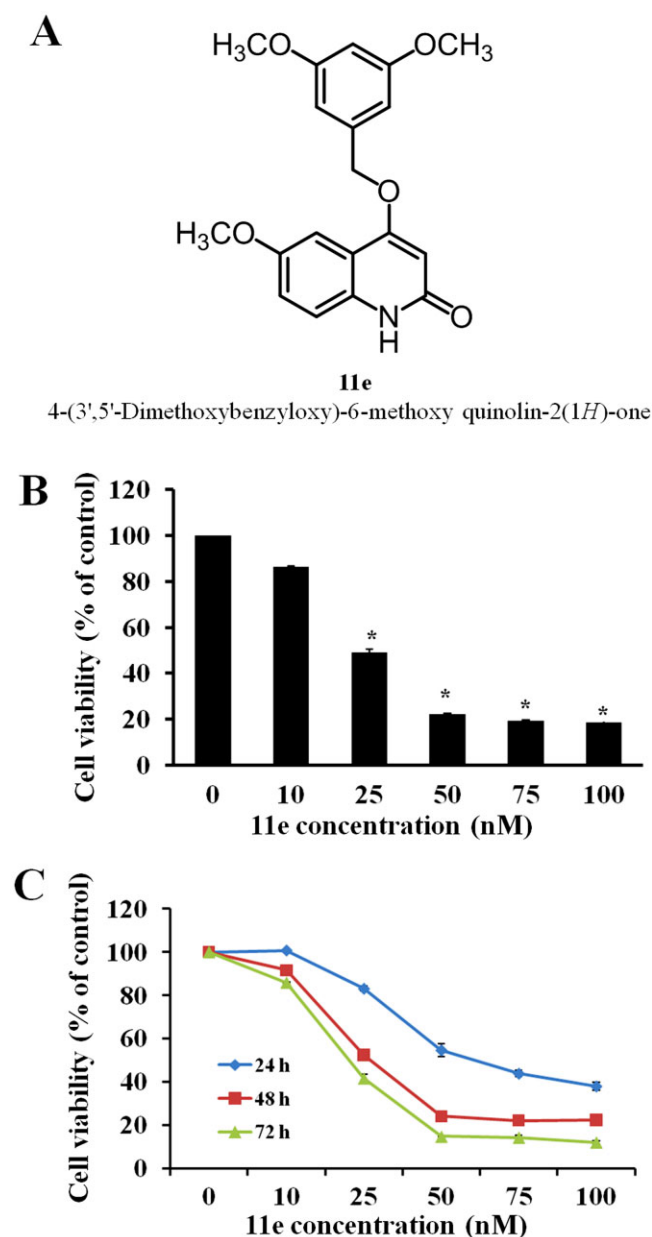 A
H₃CO
OCH₃
O
H₃CO
N
H
O
11e
4-(3',5'-Dimethoxybenzyloxy)-6-methoxy quinolin-2(1H)-one
B
Cell viability (% of control)
120
100
80
60
40
20
0
*
*
*
*
0 10 25 50 75 100
11e concentration (nM)
C
Cell viability (% of control)
120
100
80
60
40
20
0
24 h
48 h
72 h
0 10 25 50 75 100
11e concentration (nM)